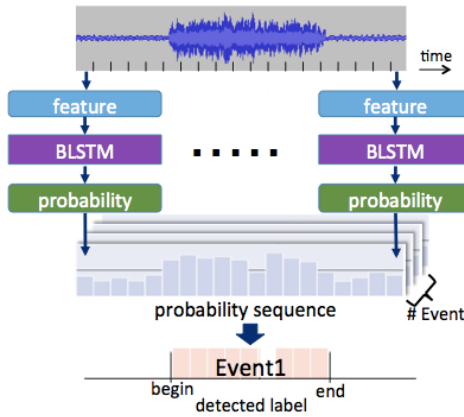 time
feature
feature
BLSTM
BLSTM
probability
probability
# Event
probability sequence
Event1
begin
end
detected label